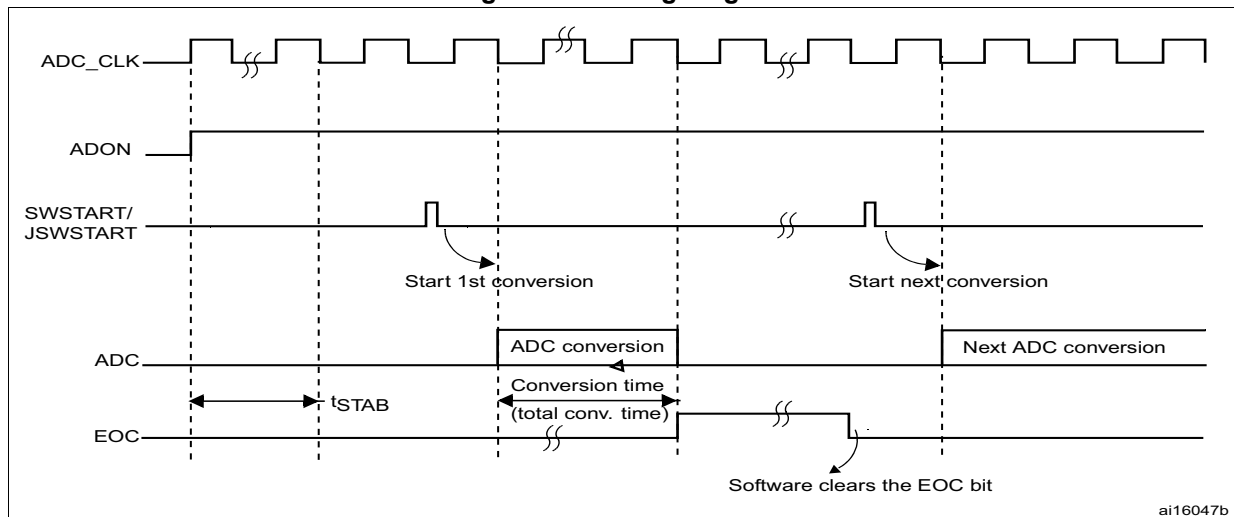 ADC_CLK
ADON
SWSTART/
JSWSTART
Start 1st conversion
Start next conversion
ADC
ADC conversion
Next ADC conversion
Conversion time
(total conv. time)
tSTAB
EOC
Software clears the EOC bit
ai16047b